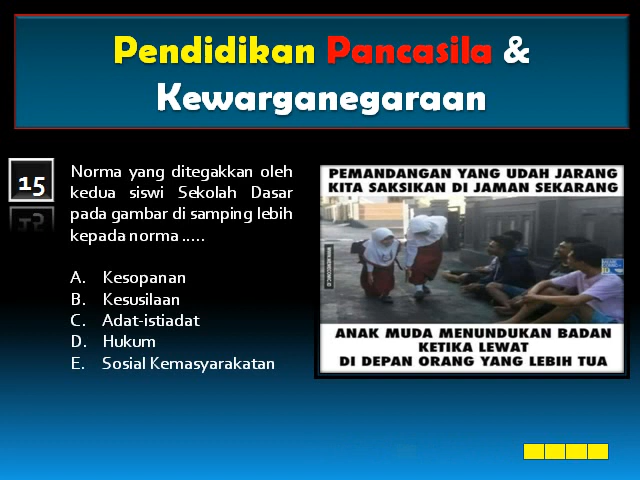 Pendidikan Pancasila &
Kewarganegaraan
15
Norma yang ditegakkan oleh
kedua siswi Sekolah Dasar
pada gambar di samping lebih
kepada norma .....
A. Kesopanan
B. Kesusilaan
C. Adat-istiadat
D. Hukum
E. Sosial Kemasyarakatan
PEMANDANGAN YANG UDAH JARANG
KITA SAKSIKAN DI JAMAN SEKARANG
ANAK MUDA MENUNDUKAN BADAN
KETIKA LEWAT
DI DEPAN ORANG YANG LEBIH TUA